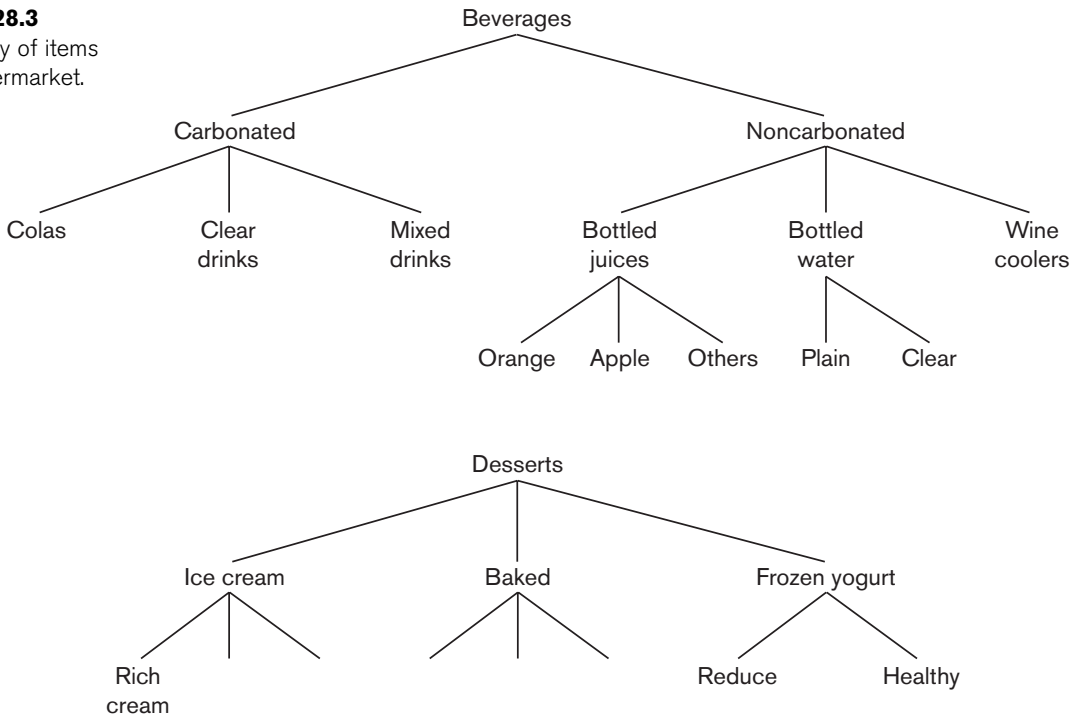 28.3
y of items
ermarket.
Beverages
Carbonated
Noncarbonated
Colas
Clear
drinks
Mixed
drinks
Bottled
juices
Bottled
water
Wine
coolers
Orange
Apple
Others
Plain
Clear
Desserts
Ice cream
Baked
Frozen yogurt
Rich
cream
Reduce
Healthy